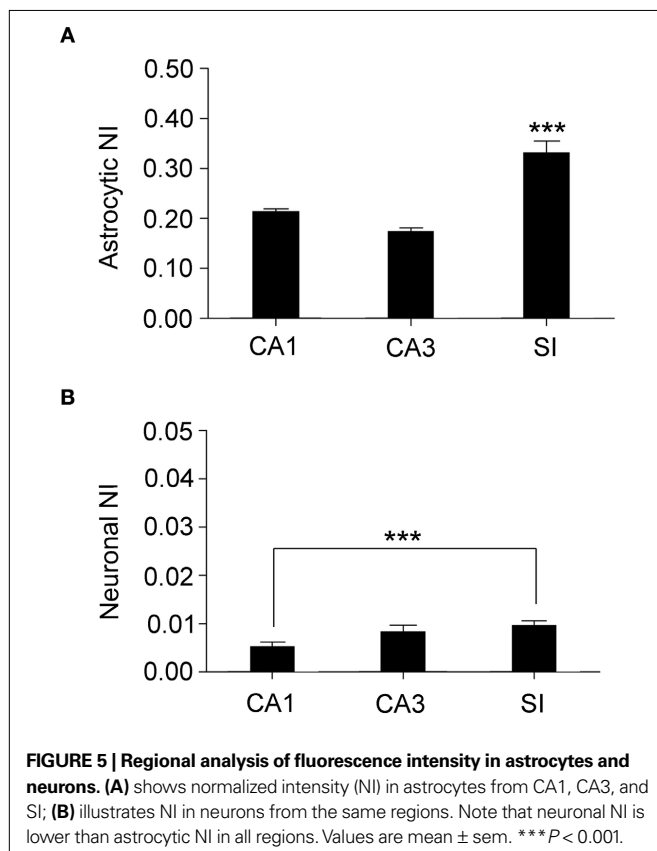 A
0.50
0.40
0.30
0.20
0.10
0.00
Astrocytic NI
***
CA1 CA3 SI
B
0.05
0.04
0.03
0.02
0.01
0.00
Neuronal NI
***
CA1 CA3 SI
FIGURE 5 | Regional analysis of fluorescence intensity in astrocytes and
neurons. (A) shows normalized intensity (NI) in astrocytes from CA1, CA3, and
SI; (B) illustrates NI in neurons from the same regions. Note that neuronal NI is
lower than astrocytic NI in all regions. Values are mean ± sem. ***P < 0.001.